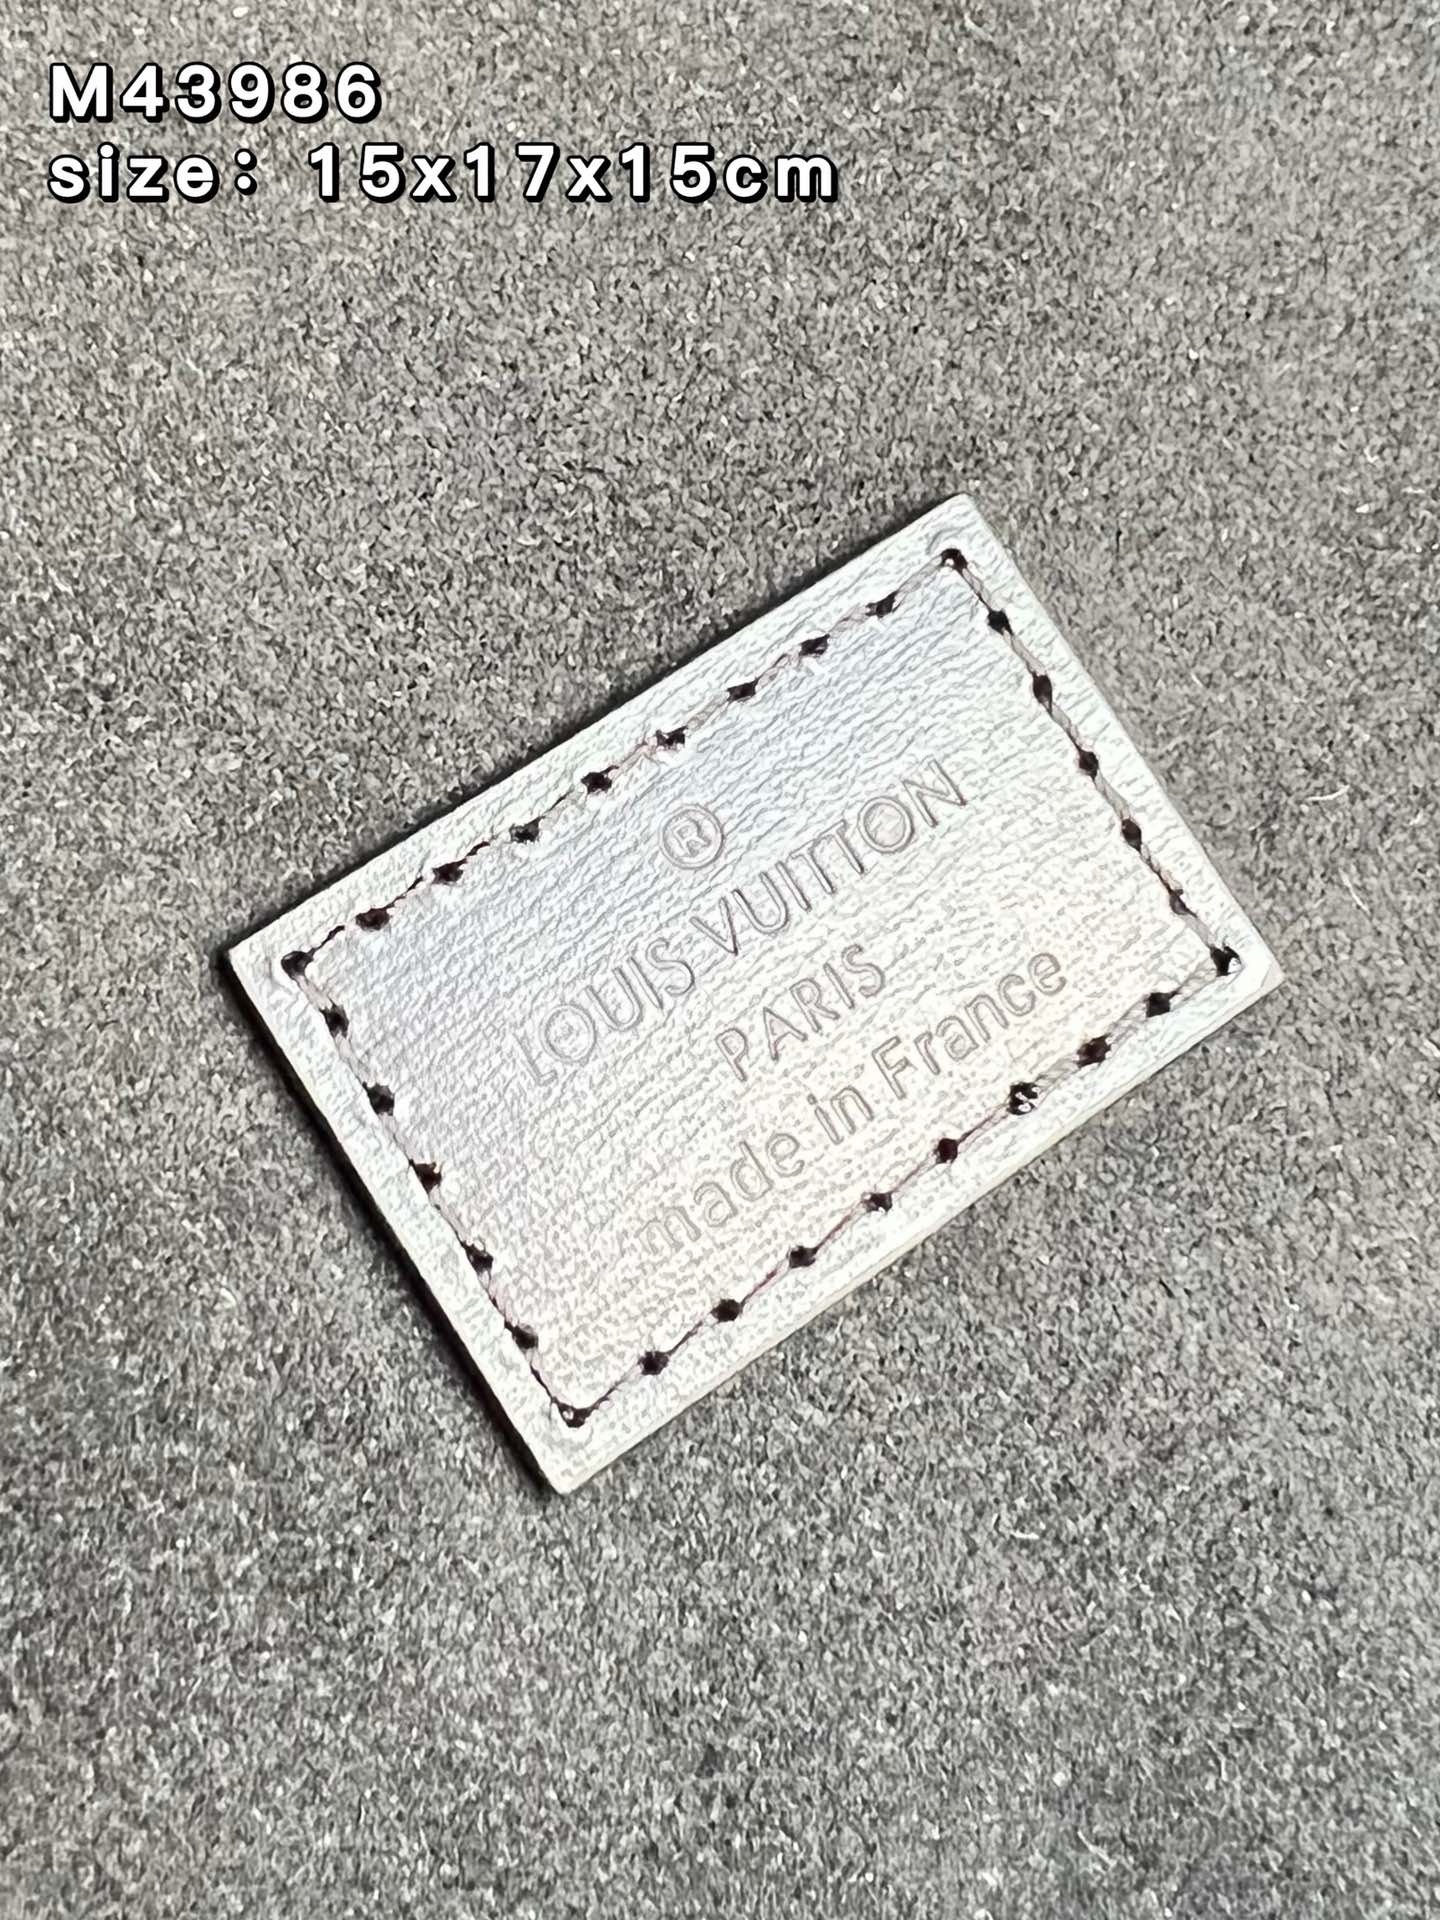 M43986
size: 15x17x15cm
®
LOUIS VUITTON
PARIS
made in France